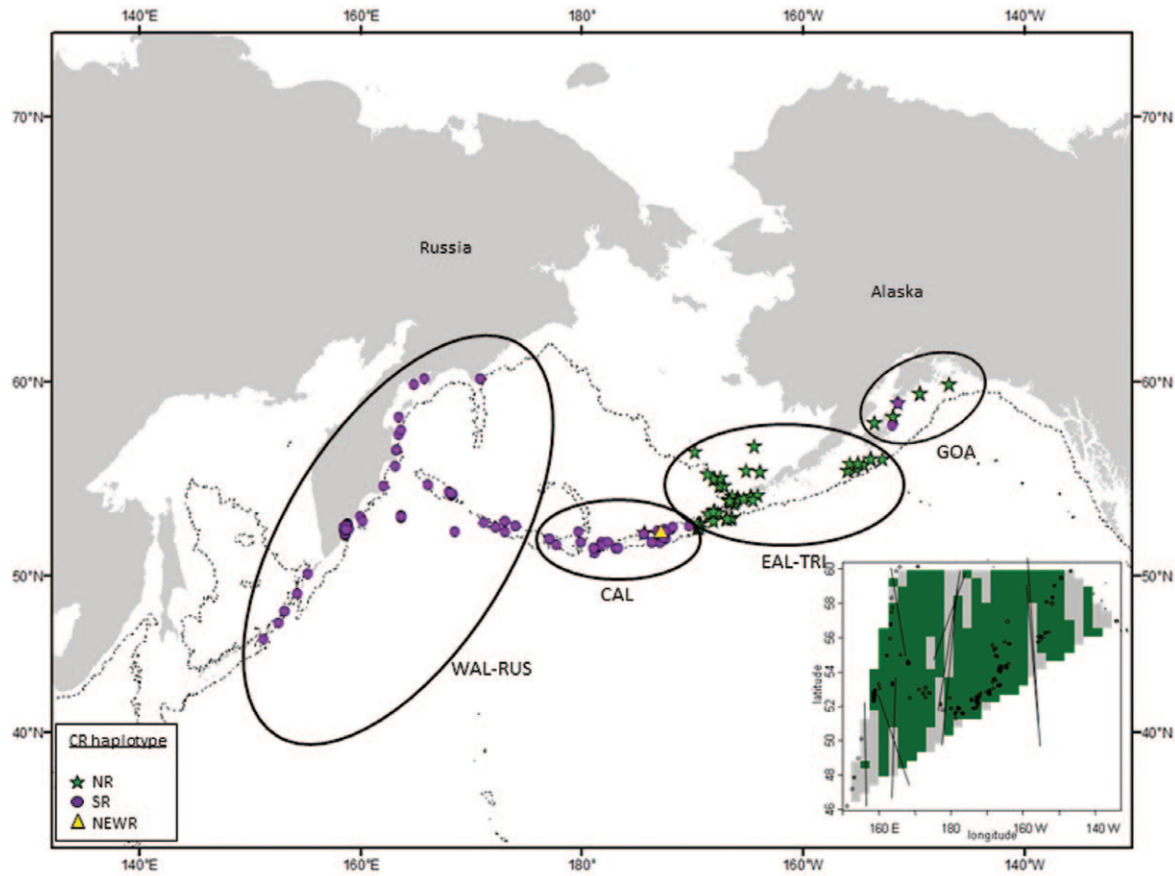 140°E 160°E 180° 160°W 140°W
70°N 70°N
Russia
Alaska
60°N 60°N
GOA
EAL-TRI
50°N 50°N
CAL
WAL-RUS
40°N 40°N
CR haplotype
NR
SR
NEWR
latitude
60 58 56 54 52 50 48 46
160 E 180 160 W 140 W
longitude
140°E 160°E 180° 160°W 140°W